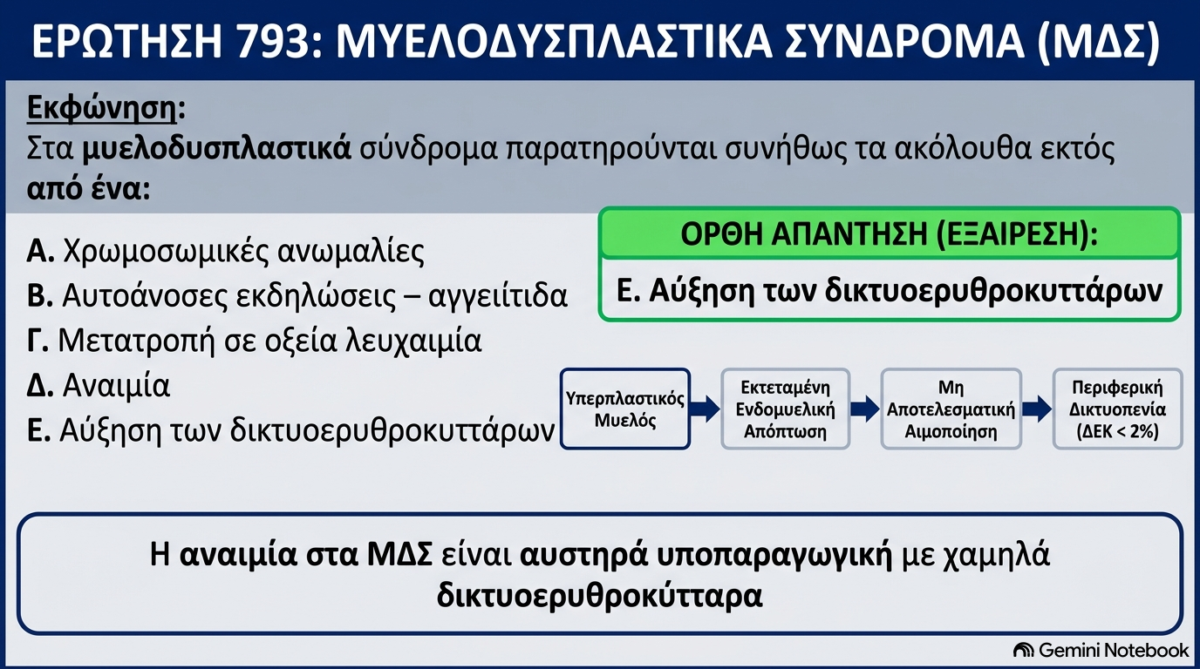 ΕΡΩΤΗΣΗ 793: ΜΥΕΛΟΔΥΣΠΛΑΣΤΙΚΑ ΣΥΝΔΡΟΜΑ (ΜΔΣ)
Εκφώνηση:
Στα μυελοδυσπλαστικά σύνδρομα παρατηρούνται συνήθως τα ακόλουθα εκτός
από ένα:
Α. Χρωμοσωμικές ανωμαλίες
Β. Αυτοάνοσες εκδηλώσεις – αγγειίτιδα
Γ. Μετατροπή σε οξεία λευχαιμία
Δ. Αναιμία
Ε. Αύξηση των δικτυοερυθροκυττάρων
ΟΡΘΗ ΑΠΑΝΤΗΣΗ (ΕΞΑΙΡΕΣΗ):
Ε. Αύξηση των δικτυοερυθροκυττάρων
Υπερπλαστικός
Μυελός
Εκτεταμένη
Ενδομυελική
Απόπτωση
Μη
Αποτελεσματική
Αιμοποίηση
Περιφερική
Δικτυοπενία
(ΔΕΚ < 2%)
Η αναιμία στα ΜΔΣ είναι αυστηρά υποπαραγωγική με χαμηλά
δικτυοερυθροκύτταρα
Gemini Notebook